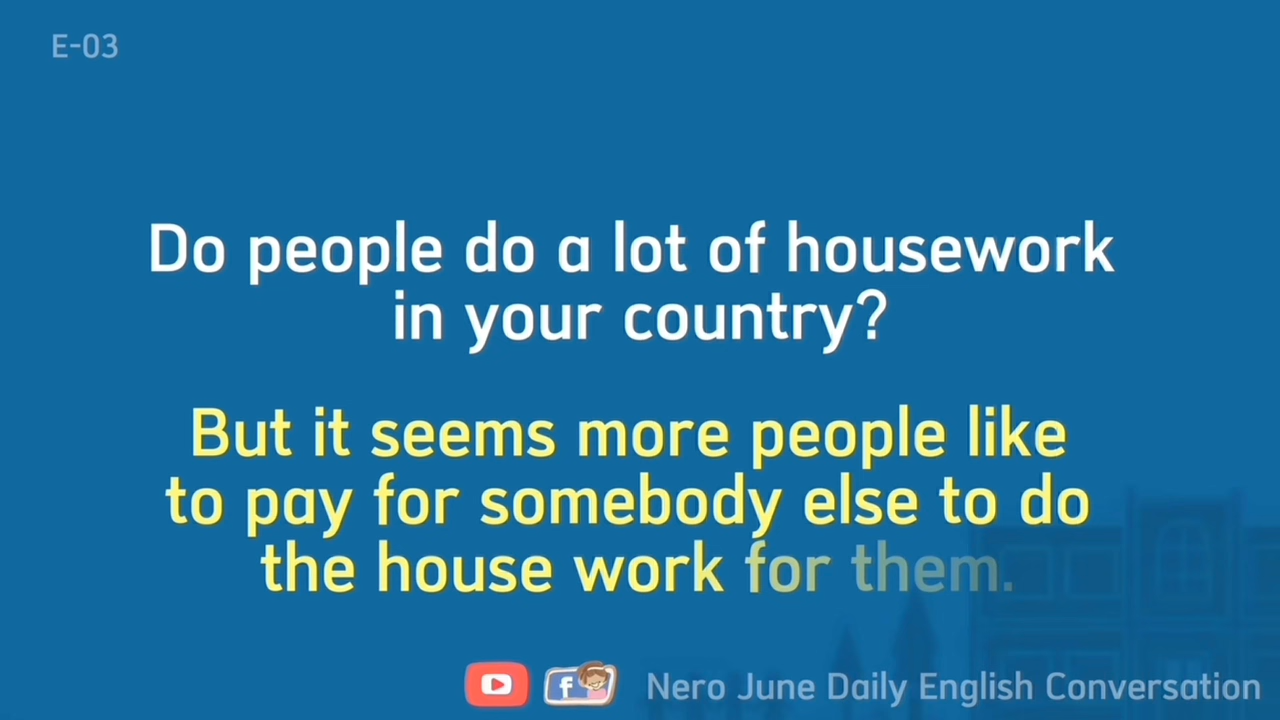 E-03
Do people do a lot of housework
in your country?
But it seems more people like
to pay for somebody else to do
the house work for them.
Nero June Daily English Conversation